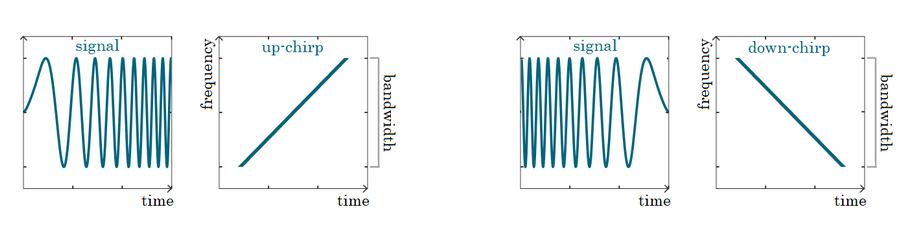 signal
time
up-chirp
frequency
bandwidth
time
signal
time
down-chirp
frequency
bandwidth
time